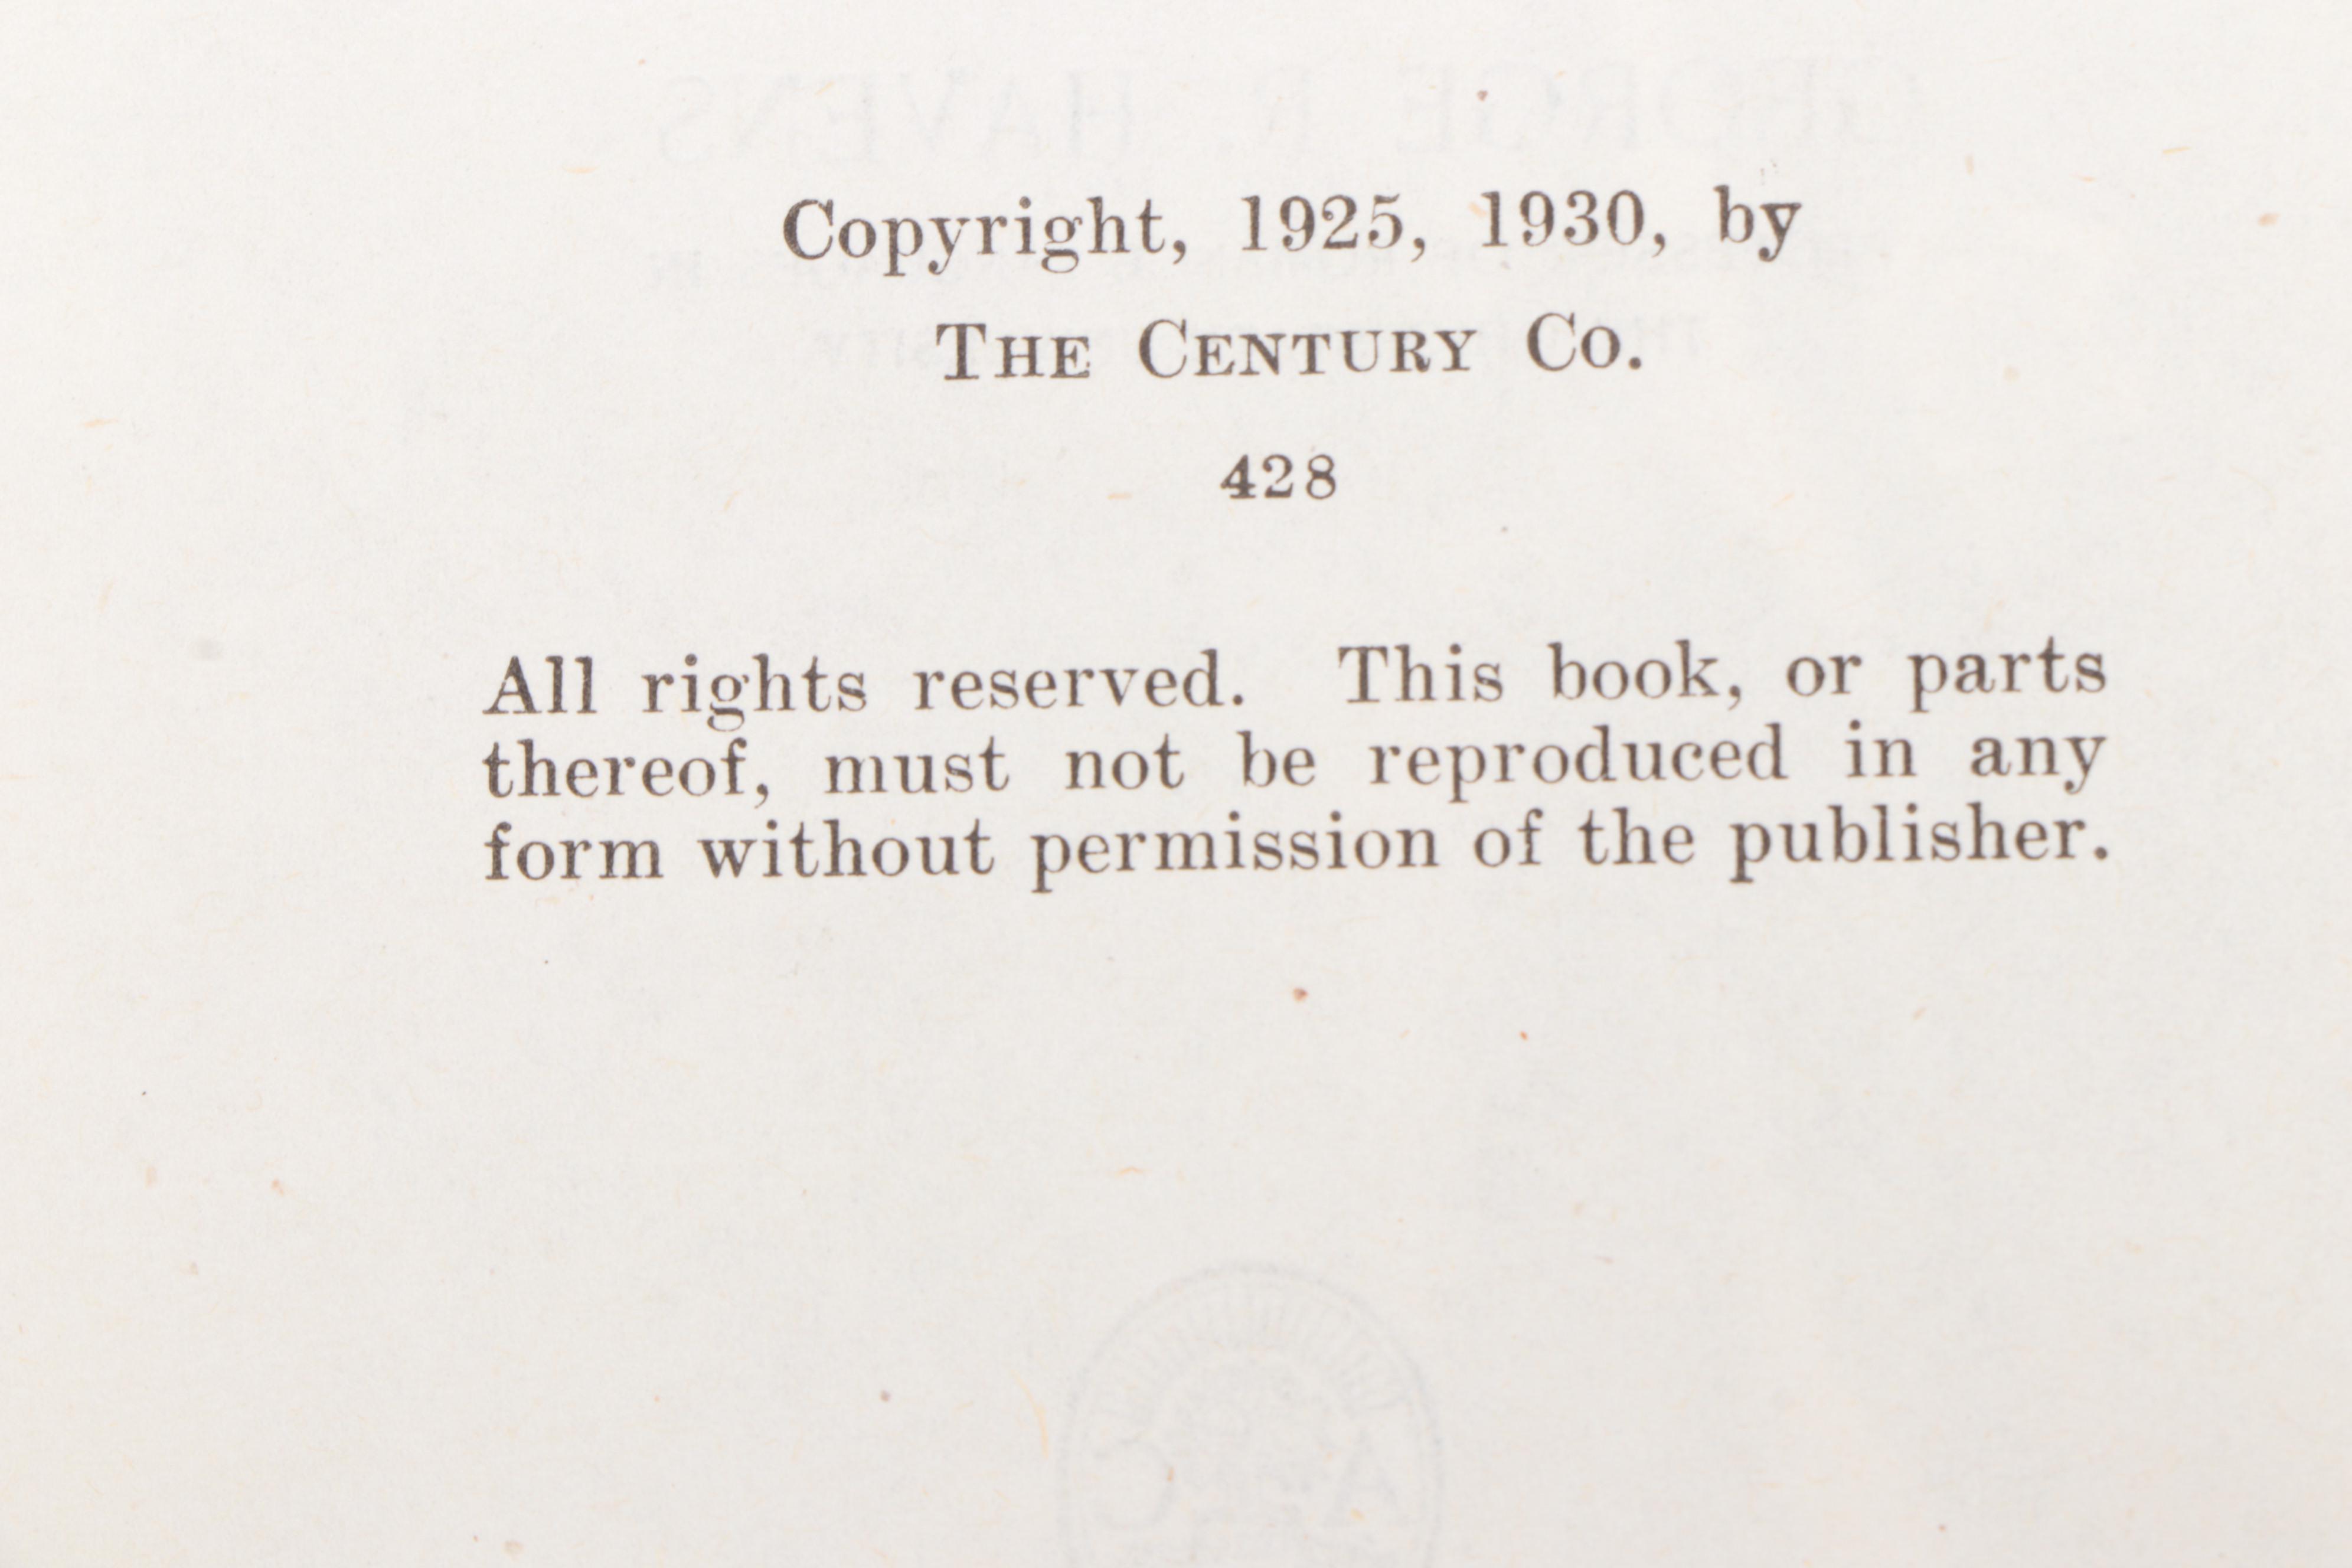 Copyright, 1925, 1930, by
THE CENTURY CO.
428
All rights reserved. This book, or parts
thereof, must not be reproduced in any
form without permission of the publisher.